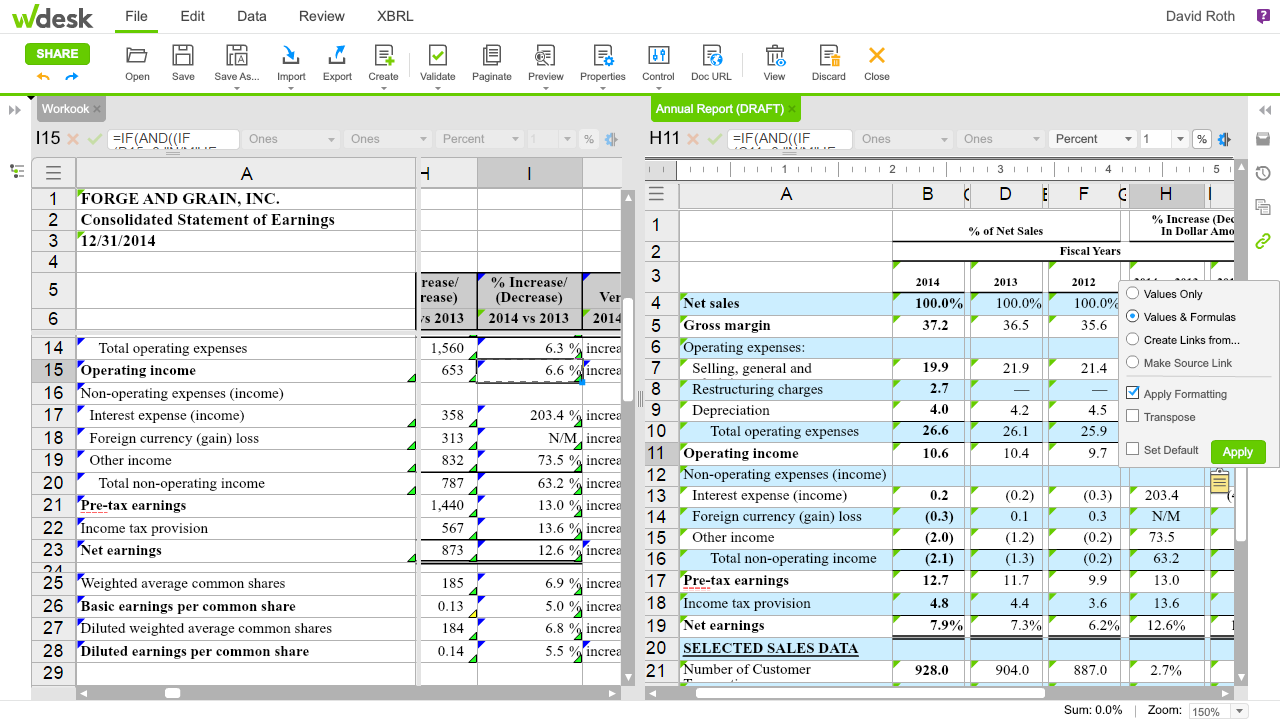 wdesk File Edit Data Review XBRL David Roth ?
SHARE
Open Save Save As... Import Export Create Validate Paginate Preview Properties Control Doc URL View Discard Close
Workook × Annual Report (DRAFT) ×
I15 =IF(AND((IF Ones Ones Percent 1 %
H11 =IF(AND((IF Ones Ones Percent 1 %
A H I
1 FORGE AND GRAIN, INC.
2 Consolidated Statement of Earnings
3 12/31/2014
4
5 rease/ % Increase/
rease) (Decrease) Ver
6 vs 2013 2014 vs 2013 2014
14 Total operating expenses 1,560 6.3 % increa
15 Operating income 653 6.6 % increa
16 Non-operating expenses (income)
17 Interest expense (income) 358 203.4 % increa
18 Foreign currency (gain) loss 313 N/M increa
19 Other income 832 73.5 % increa
20 Total non-operating income 787 63.2 % increa
21 Pre-tax earnings 1,440 13.0 % increa
22 Income tax provision 567 13.6 % increa
23 Net earnings 873 12.6 % increa
24
25 Weighted average common shares 185 6.9 % increa
26 Basic earnings per common share 0.13 5.0 % increa
27 Diluted weighted average common shares 184 6.8 % increa
28 Diluted earnings per common share 0.14 5.5 % increa
29
1 2 3 4 5
A B C D E F G H I
1 % of Net Sales % Increase (Dec
In Dollar Amo
2 Fiscal Years
3 2014 2013 2012
4 Net sales 100.0% 100.0% 100.0%
5 Gross margin 37.2 36.5 35.6
6 Operating expenses:
7 Selling, general and 19.9 21.9 21.4
8 Restructuring charges 2.7 — —
9 Depreciation 4.0 4.2 4.5
10 Total operating expenses 26.6 26.1 25.9
11 Operating income 10.6 10.4 9.7
12 Non-operating expenses (income)
13 Interest expense (income) 0.2 (0.2) (0.3) 203.4
14 Foreign currency (gain) loss (0.3) 0.1 0.3 N/M
15 Other income (2.0) (1.2) (0.2) 73.5
16 Total non-operating income (2.1) (1.3) (0.2) 63.2
17 Pre-tax earnings 12.7 11.7 9.9 13.0
18 Income tax provision 4.8 4.4 3.6 13.6
19 Net earnings 7.9% 7.3% 6.2% 12.6%
20 SELECTED SALES DATA
21 Number of Customer 928.0 904.0 887.0 2.7%
Values Only
Values & Formulas
Create Links from...
Make Source Link
Apply Formatting
Transpose
Set Default Apply
Sum: 0.0% | Zoom: 150%